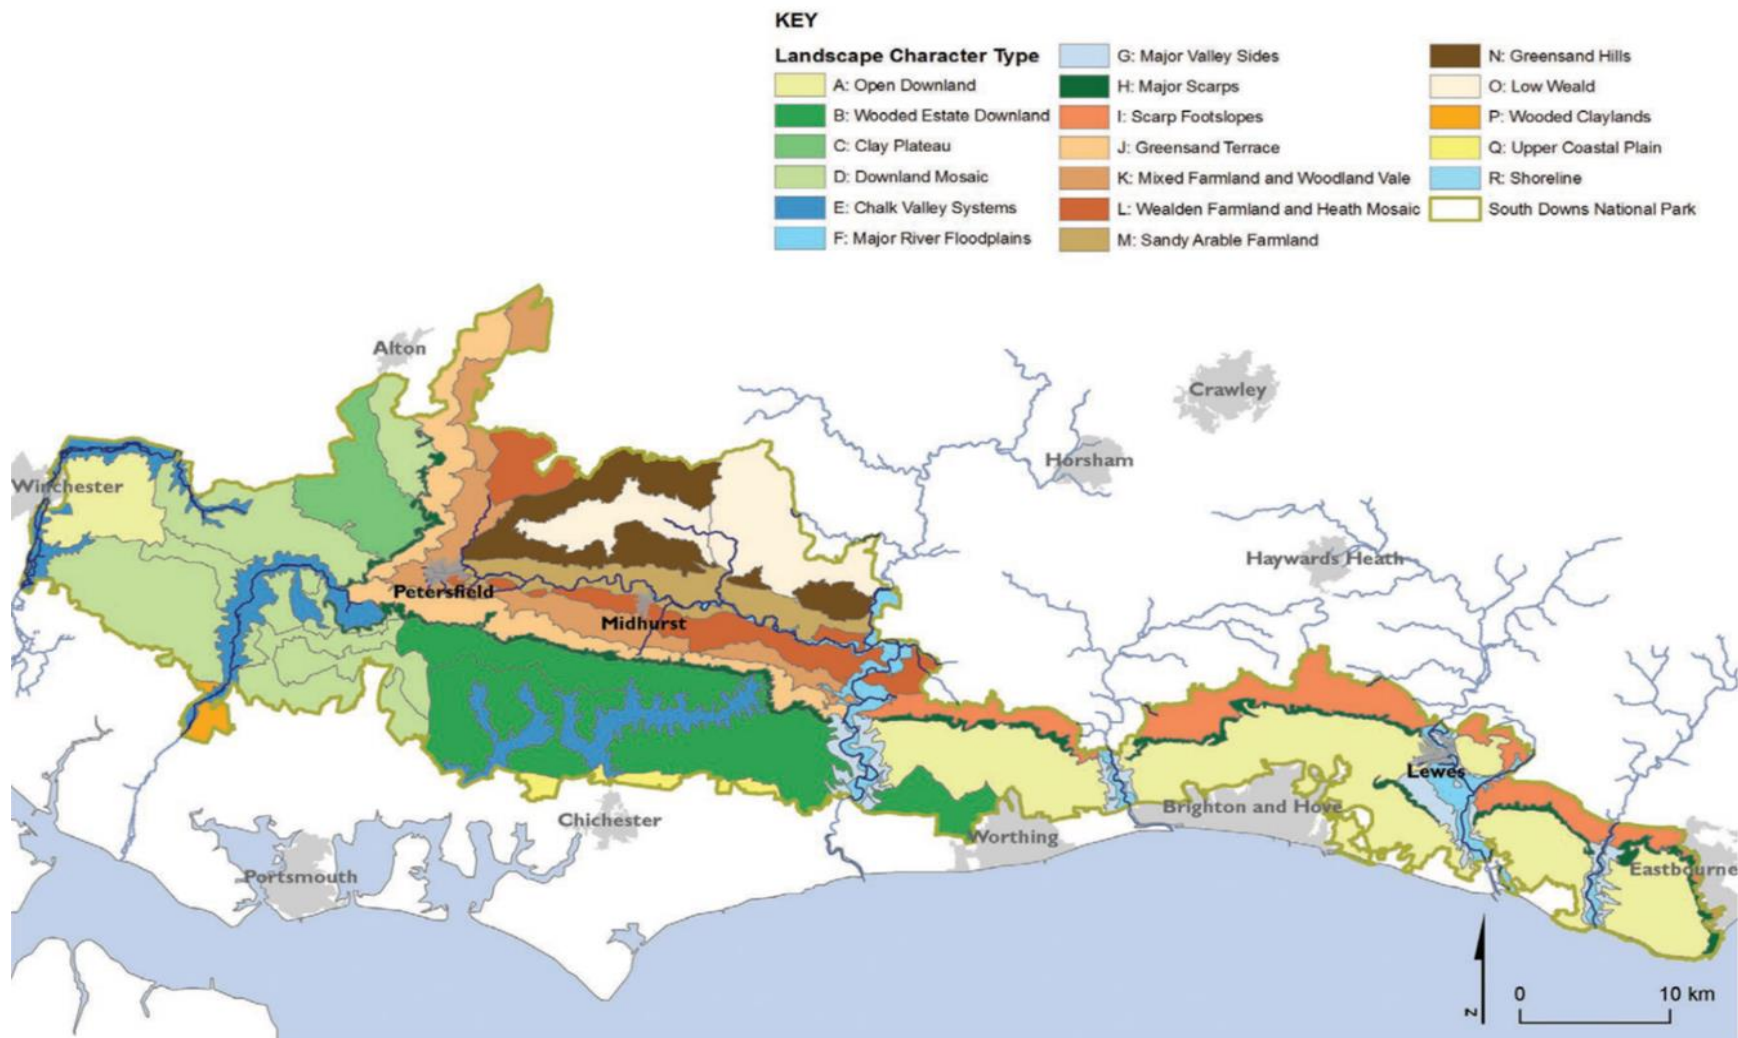 KEY
Landscape Character Type
A: Open Downland
B: Wooded Estate Downland
C: Clay Plateau
D: Downland Mosaic
E: Chalk Valley Systems
F: Major River Floodplains
G: Major Valley Sides
H: Major Scarps
I: Scarp Footslopes
J: Greensand Terrace
K: Mixed Farmland and Woodland Vale
L: Wealden Farmland and Heath Mosaic
M: Sandy Arable Farmland
N: Greensand Hills
O: Low Weald
P: Wooded Claylands
Q: Upper Coastal Plain
R: Shoreline
South Downs National Park
Alton
Crawley
Horsham
Winchester
Haywards Heath
Petersfield
Midhurst
Lewes
Brighton and Hove
Chichester
Worthing
Portsmouth
Eastbourne
N
0 10 km